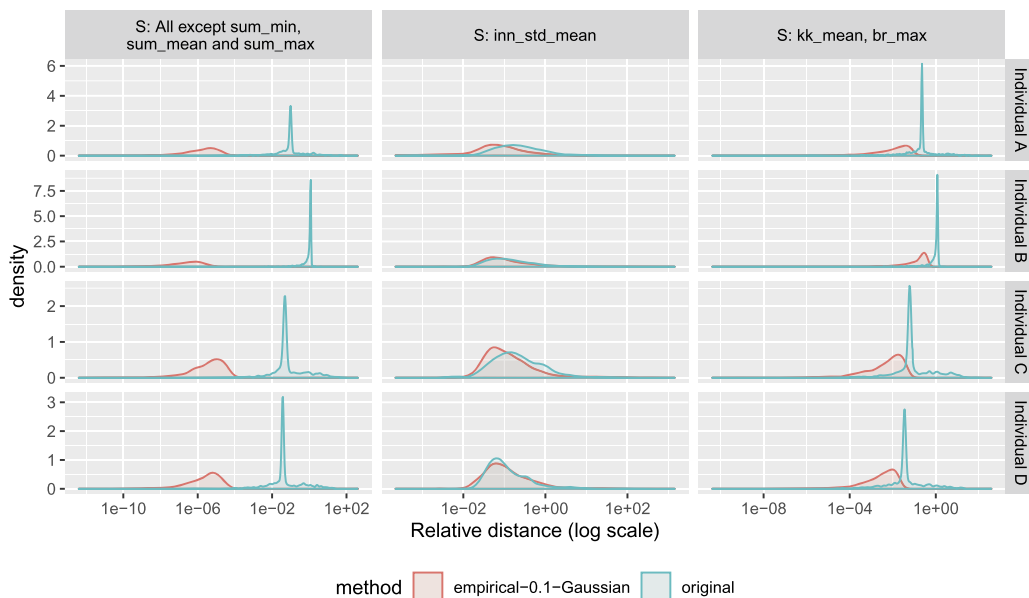 S: All except sum_min,
sum_mean and sum_max
S: inn_std_mean
S: kk_mean, br_max
6
4
2
0
Individual A
7.5
5.0
2.5
0.0
Individual B
2
1
0
Individual C
3
2
1
0
Individual D
density
1e−10 1e−06 1e−02 1e+02
1e−02 1e+00 1e+02
1e−08 1e−04 1e+00
Relative distance (log scale)
method empirical−0.1−Gaussian original